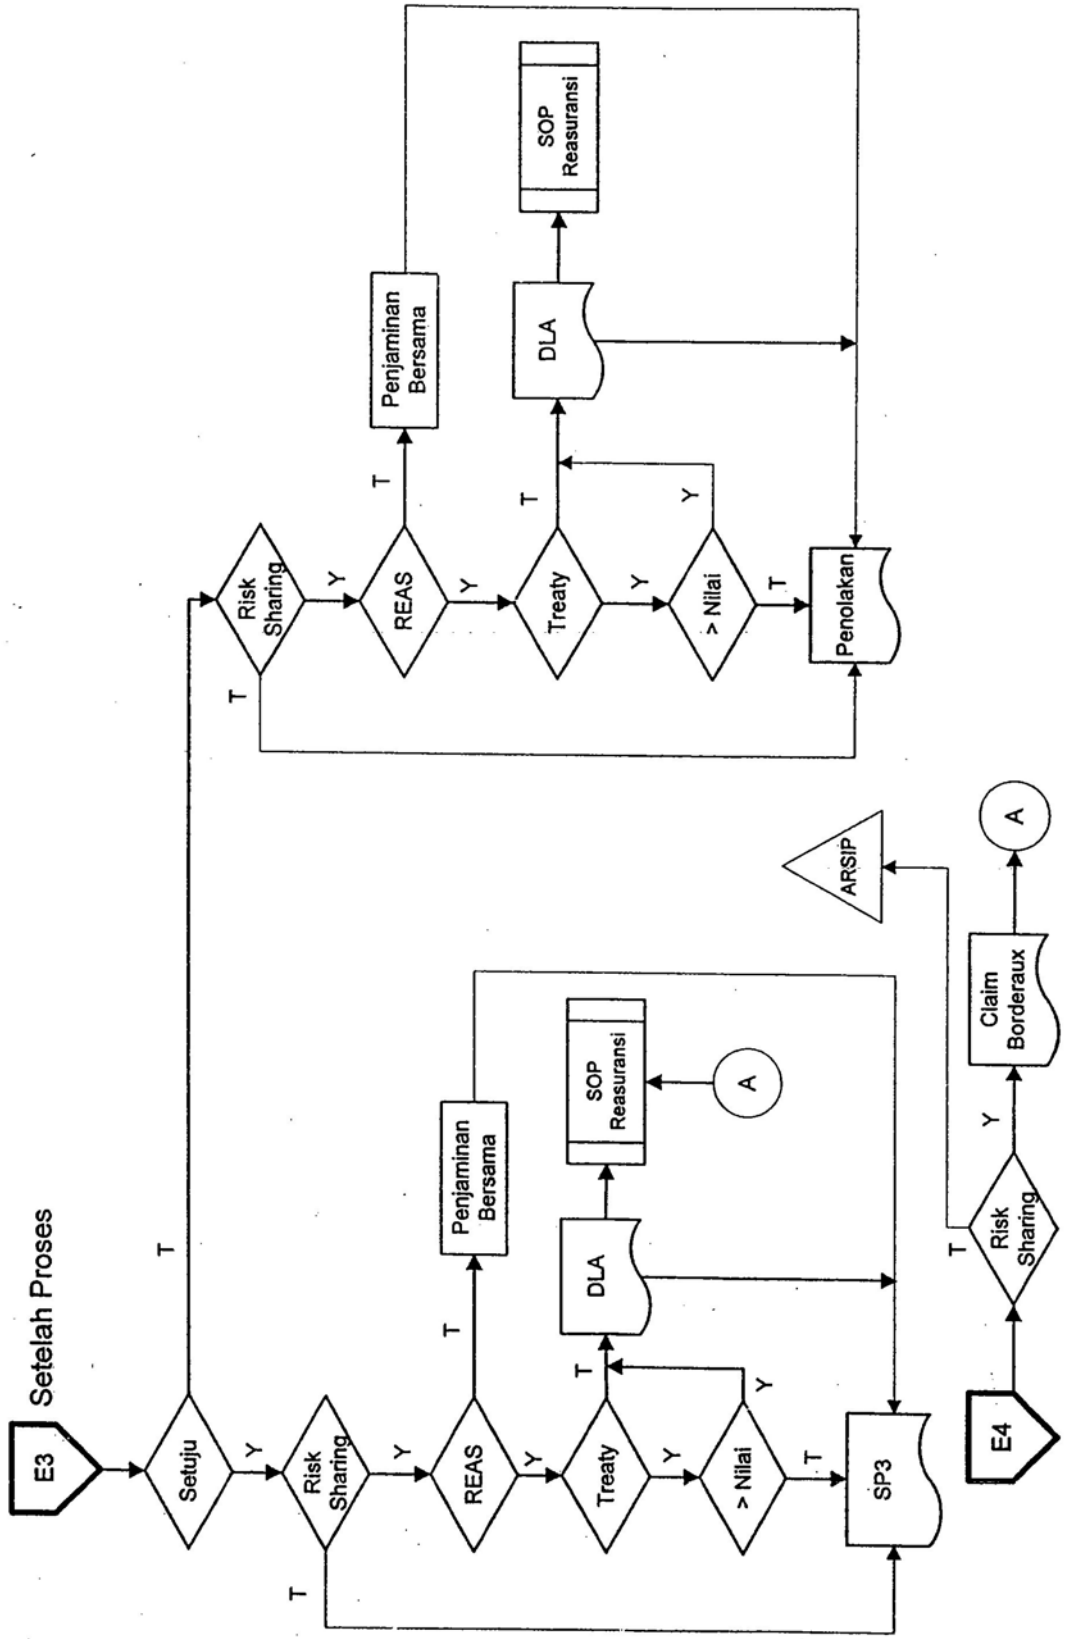 E3
Setelah Proses
Setuju
T
Y
Risk
Sharing
T
Y
REAS
T
Penjaminan
Bersama
Y
Treaty
T
DLA
SOP
Reasuransi
A
Y
> Nilai
Y
T
SP3
Risk
Sharing
T
Y
REAS
T
Penjaminan
Bersama
Y
Treaty
T
DLA
SOP
Reasuransi
Y
> Nilai
Y
T
Penolakan
E4
Risk
Sharing
T
ARSIP
Y
Claim
Borderaux
A